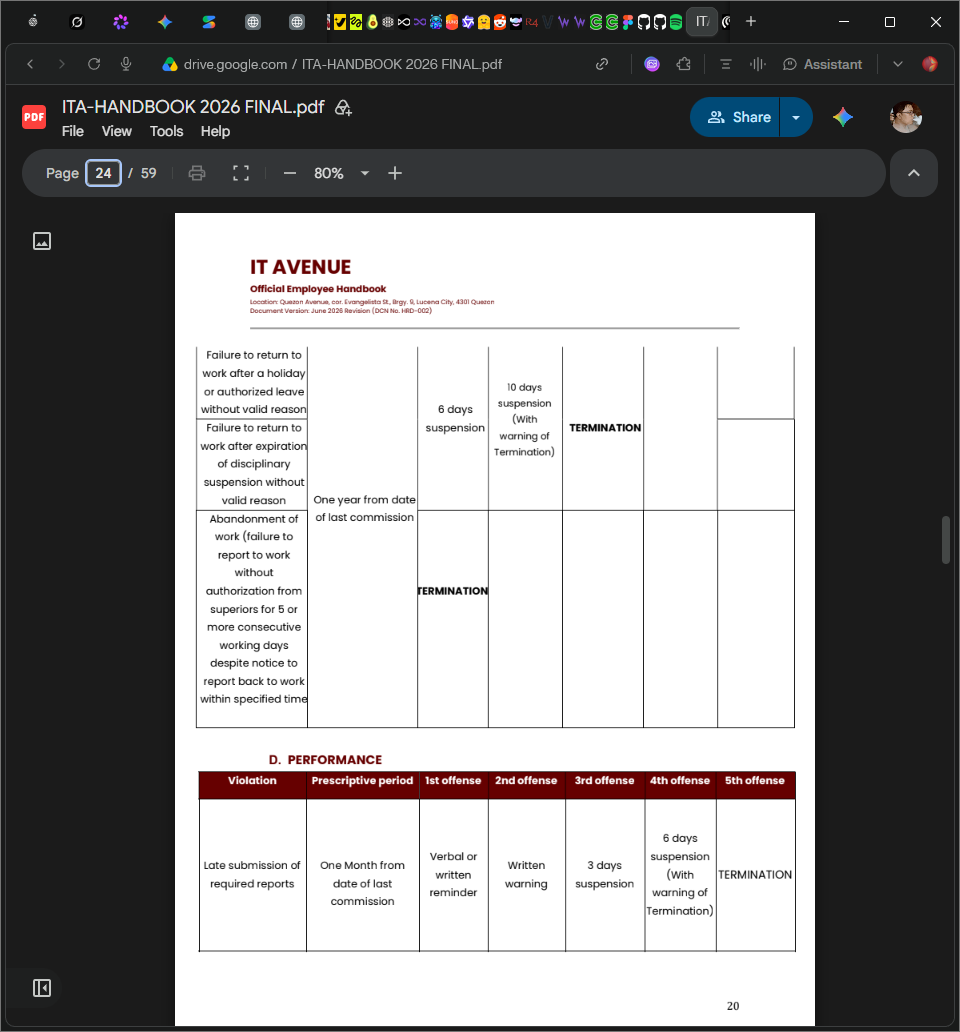 R4
ITA
drive.google.com / ITA-HANDBOOK 2026 FINAL.pdf
Assistant
PDF
ITA-HANDBOOK 2026 FINAL.pdf
File View Tools Help
Share
Page 24 / 59
80%
IT AVENUE
Official Employee Handbook
Location: Quezon Avenue, cor. Evangelista St., Brgy. 9, Lucena City, 4301 Quezon
Document Version: June 2026 Revision (DCN No. HRD-002)
Failure to return to
work after a holiday
or authorized leave
without valid reason
Failure to return to
work after expiration
of disciplinary
suspension without
valid reason
Abandonment of
work (failure to
report to work
without
authorization from
superiors for 5 or
more consecutive
working days
despite notice to
report back to work
within specified time
One year from date
of last commission
6 days
suspension
TERMINATION
10 days
suspension
(With
warning of
Termination)
TERMINATION
D. PERFORMANCE
Violation Prescriptive period 1st offense 2nd offense 3rd offense 4th offense 5th offense
Late submission of
required reports
One Month from
date of last
commission
Verbal or
written
reminder
Written
warning
3 days
suspension
6 days
suspension
(With
warning of
Termination)
TERMINATION
20